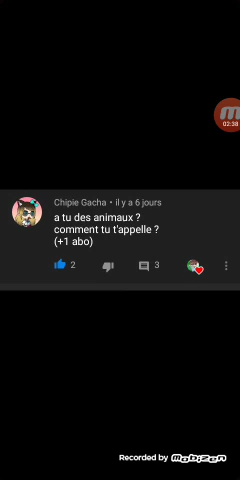 02:38
Chipie Gacha • il y a 6 jours
a tu des animaux ?
comment tu t'appelle ?
(+1 abo)
2
3
Recorded by mobizen